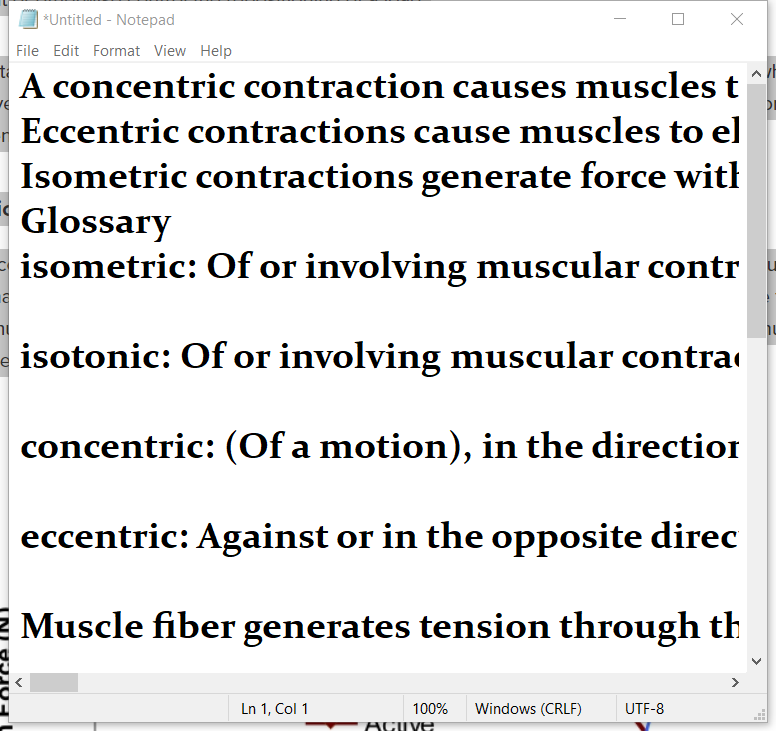 *Untitled - Notepad
File Edit Format View Help
A concentric contraction causes muscles t
Eccentric contractions cause muscles to el
Isometric contractions generate force with
Glossary
isometric: Of or involving muscular contr
isotonic: Of or involving muscular contrac
concentric: (Of a motion), in the direction
eccentric: Against or in the opposite direc
Muscle fiber generates tension through th
Ln 1, Col 1 100% Windows (CRLF) UTF-8
Force (N)
Active